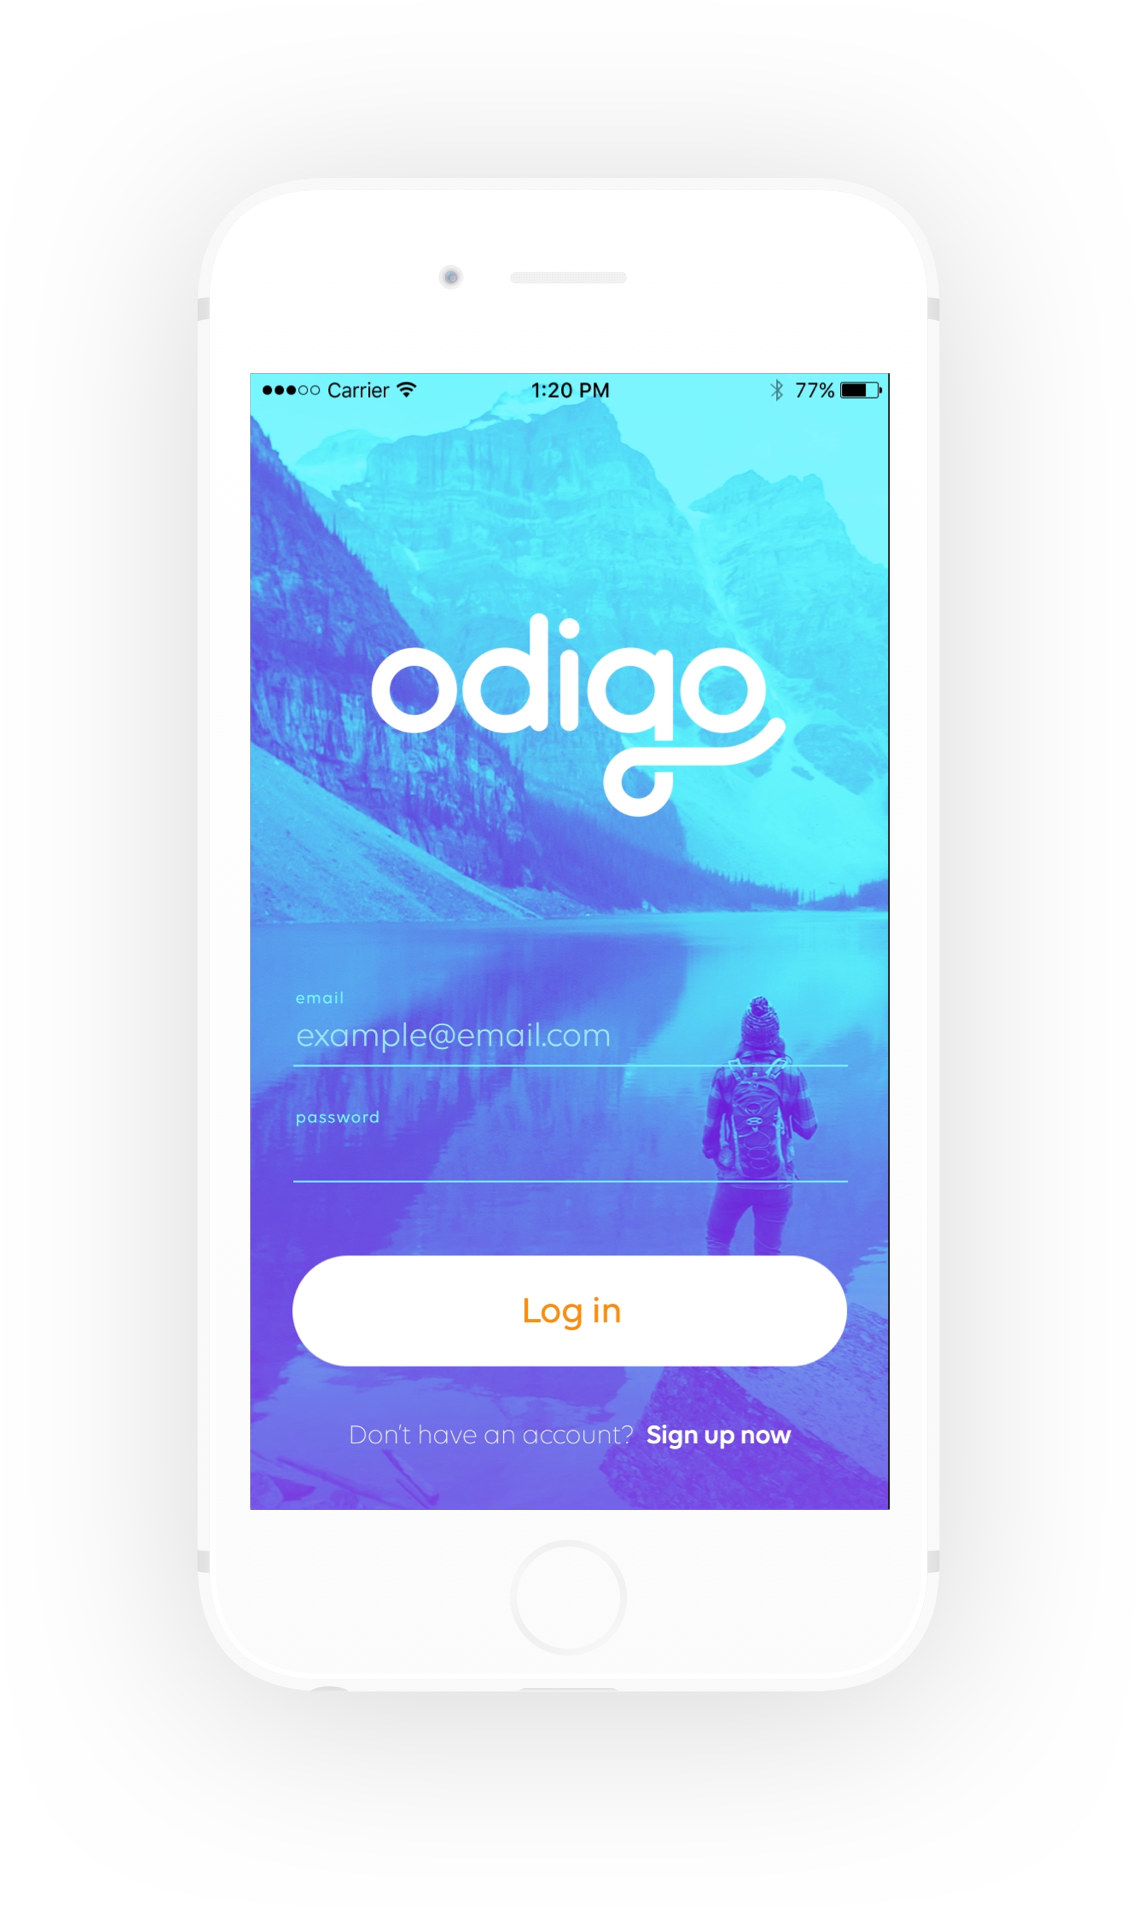 Carrier 1:20 PM 77%
odigo
email
example@email.com
password
Log in
Don't have an account? Sign up now